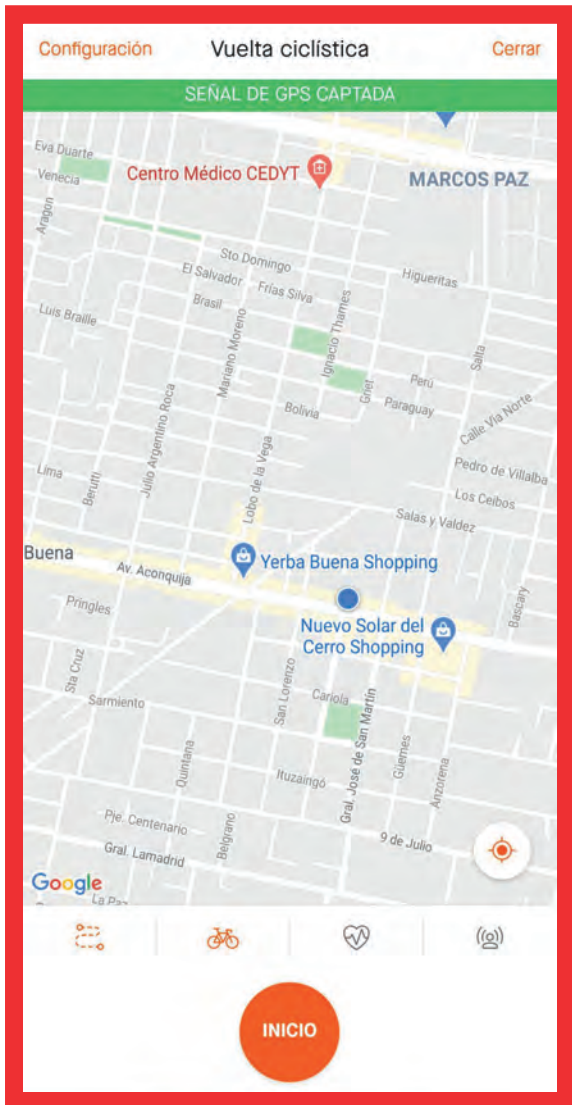 Configuración
Vuelta ciclística
Cerrar
SEÑAL DE GPS CAPTADA
Eva Duarte
Venecia
Centro Médico CEDYT
MARCOS PAZ
Aragon
Sto Domingo
El Salvador
Frías Silva
Higueritas
Brasil
Luis Braille
Mariano Moreno
Ignacio Thames
Salta
Perú
Griet
Paraguay
Bolivia
Julio Argentino Roca
Calle Via Norte
Lima
Berutti
Lobo de la Vega
Pedro de Villalba
Los Ceibos
Salas y Valdez
Buena
Av. Aconquija
Yerba Buena Shopping
Pringles
Nuevo Solar del
Cerro Shopping
Bascary
Sta Cruz
Sarmiento
San Lorenzo
Cariola
Gral. José de San Martín
Güemes
Anzorena
Quintana
Ituzaingó
Pje. Centenario
Belgrano
9 de Julio
Gral. Lamadrid
Google
La Paz
INICIO